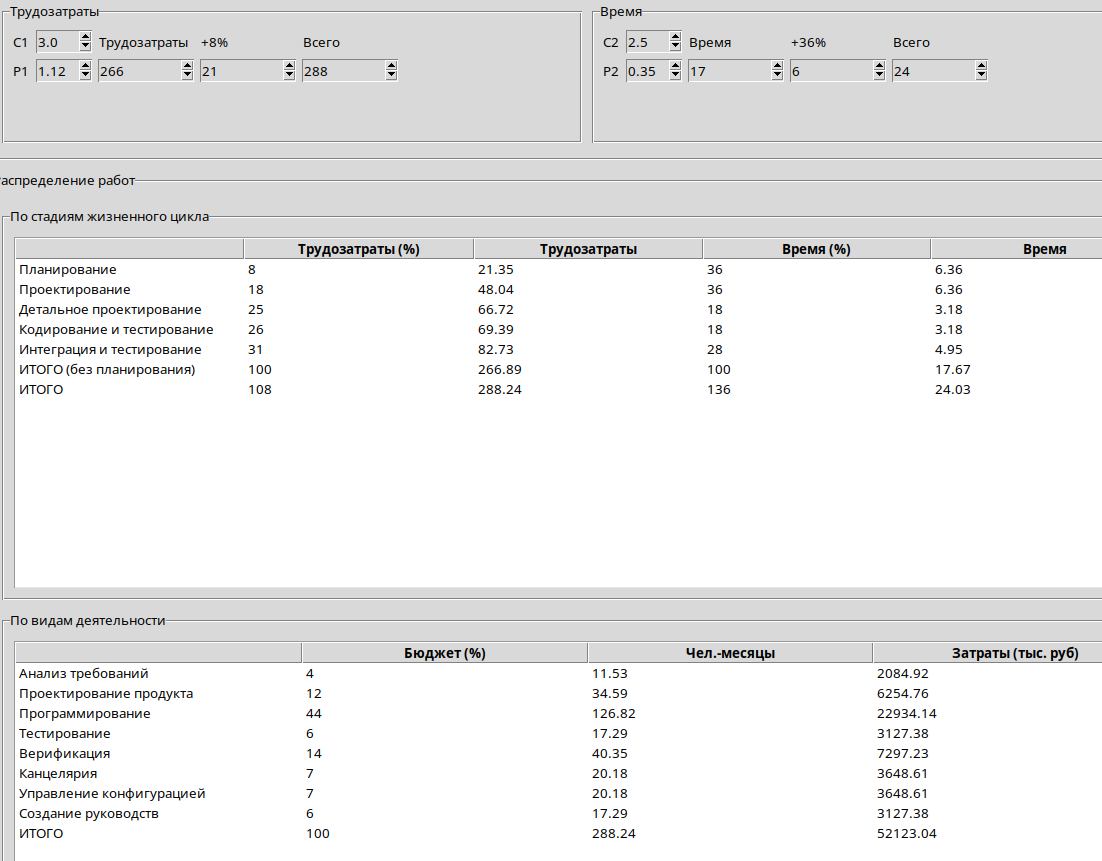 Трудозатраты
C1 3.0 Трудозатраты +8% Всего
P1 1.12 266 21 288
Время
C2 2.5 Время +36% Всего
P2 0.35 17 6 24
аспределение работ
По стадиям жизненного цикла
Трудозатраты (%) Трудозатраты Время (%) Время
Планирование 8 21.35 36 6.36
Проектирование 18 48.04 36 6.36
Детальное проектирование 25 66.72 18 3.18
Кодирование и тестирование 26 69.39 18 3.18
Интеграция и тестирование 31 82.73 28 4.95
ИТОГО (без планирования) 100 266.89 100 17.67
ИТОГО 108 288.24 136 24.03
По видам деятельности
Бюджет (%) Чел.-месяцы Затраты (тыс. руб)
Анализ требований 4 11.53 2084.92
Проектирование продукта 12 34.59 6254.76
Программирование 44 126.82 22934.14
Тестирование 6 17.29 3127.38
Верификация 14 40.35 7297.23
Канцелярия 7 20.18 3648.61
Управление конфигурацией 7 20.18 3648.61
Создание руководств 6 17.29 3127.38
ИТОГО 100 288.24 52123.04